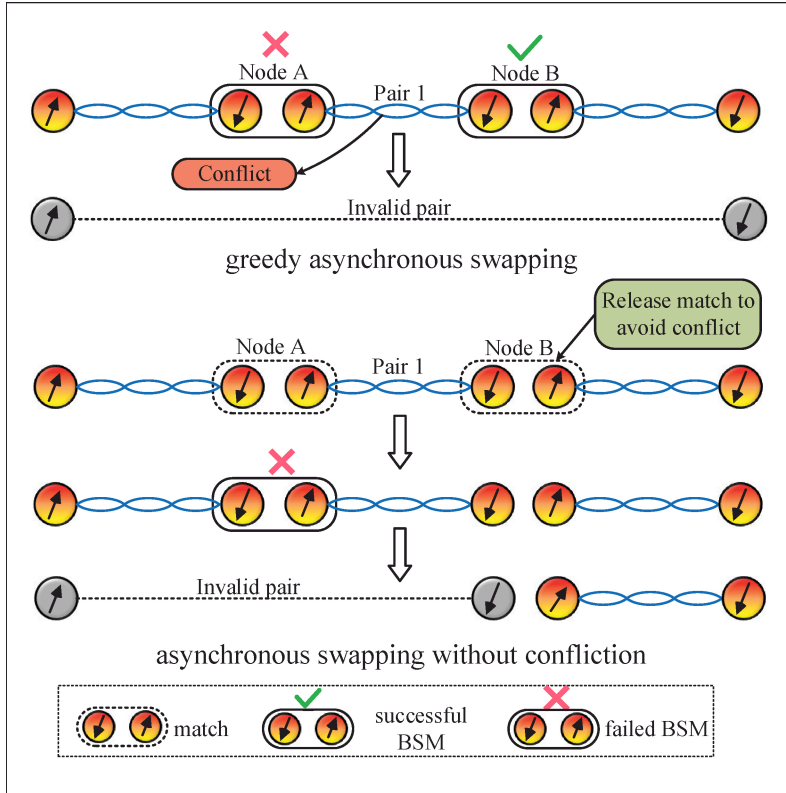 Node A
Node B
Pair 1
Conflict
Invalid pair
greedy asynchronous swapping
Release match to
avoid conflict
Node A
Pair 1
Node B
Invalid pair
asynchronous swapping without confliction
match
successful
BSM
failed BSM